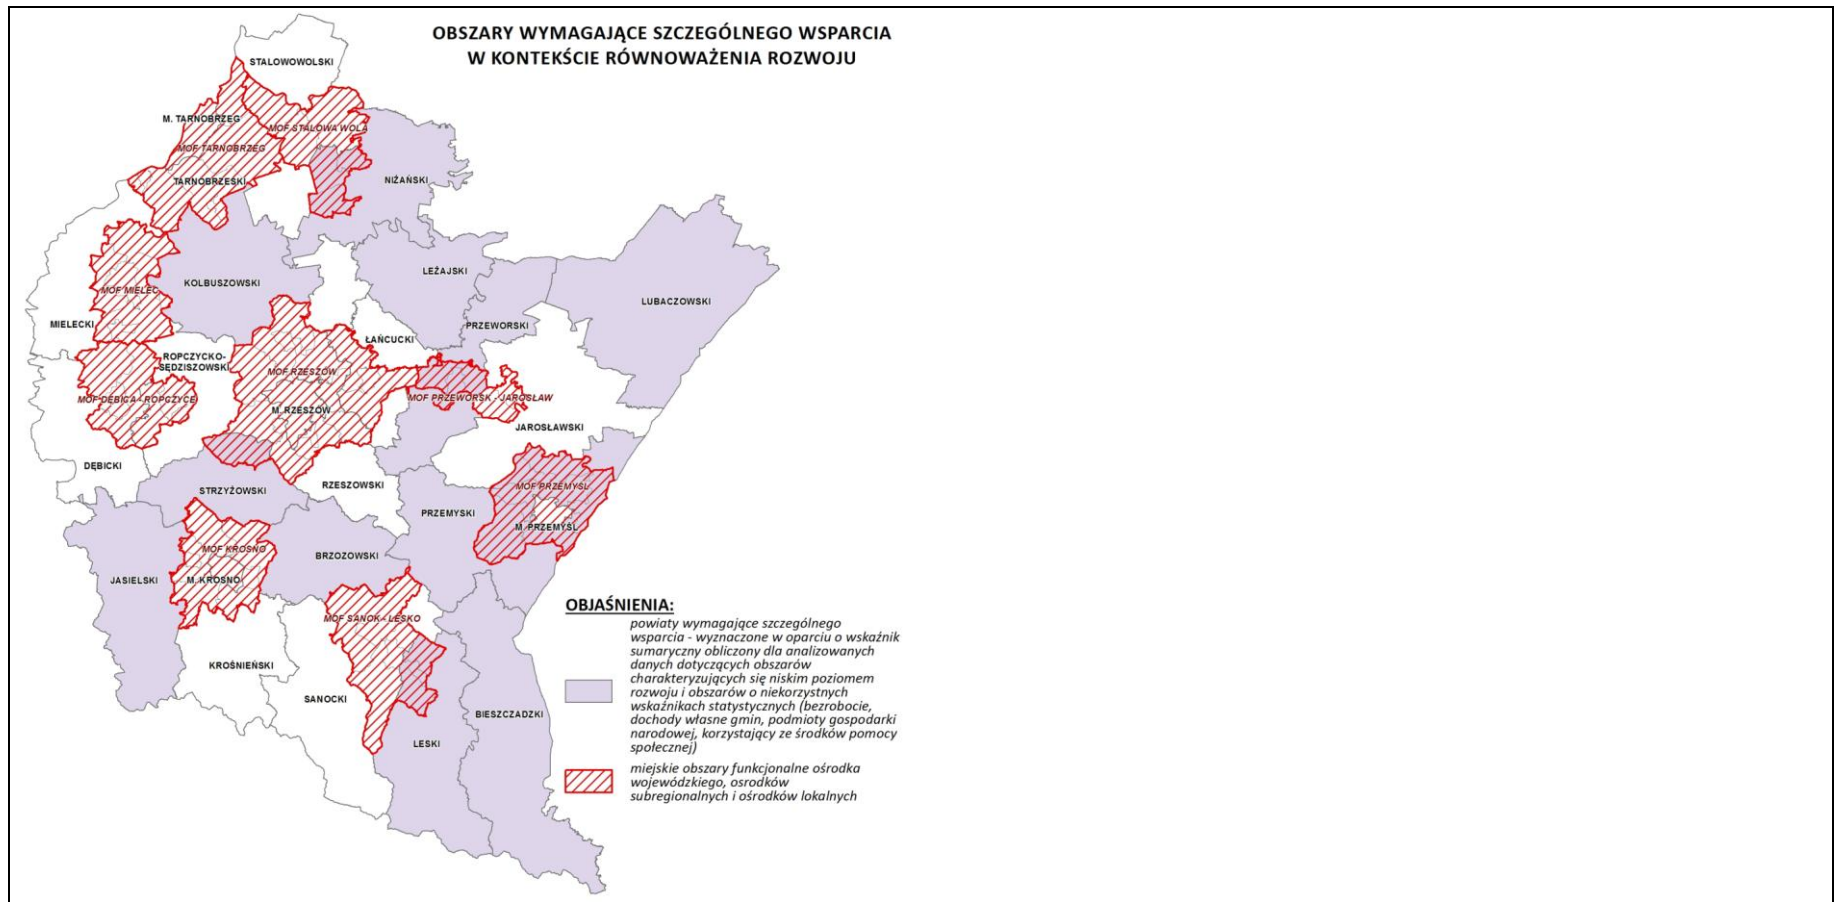 OBSZARY WYMAGAJĄCE SZCZEGÓLNEGO WSPARCIA
W KONTEKŚCIE RÓWNOWAŻENIA ROZWOJU
STALOWOWOLSKI
M. TARNOBRZEG
MOF STALOWA WOLA
MOF TARNOBRZEG
TARNOBRZESKI
NIŻAŃSKI
LEŻAJSKI
KOLBUSZOWSKI
MOF MIELEC
LUBACZOWSKI
MIELECKI
PRZEWORSKI
ŁAŃCUCKI
ROPCZYCKO-
SĘDZISZOWSKI
MOF RZESZÓW
MOF DĘBICA - ROPCZYCE
MOF PRZEWORSK - JAROSŁAW
M. RZESZÓW
JAROSŁAWSKI
DĘBICKI
RZESZOWSKI
STRZYŻOWSKI
MOF PRZEMYŚL
PRZEMYSKI
M. PRZEMYŚL
MOF KROSNO
BRZOZOWSKI
JASIELSKI
M. KROSNO
MOF SANOK - LESKO
KROŚNIEŃSKI
SANOCKI
BIESZCZADZKI
LESKI
OBJAŚNIENIA:
powiaty wymagające szczególnego
wsparcia - wyznaczone w oparciu o wskaźnik
sumaryczny obliczony dla analizowanych
danych dotyczących obszarów
charakteryzujących się niskim poziomem
rozwoju i obszarów o niekorzystnych
wskaźnikach statystycznych (bezrobocie,
dochody własne gmin, podmioty gospodarki
narodowej, korzystający ze środków pomocy
społecznej)
miejskie obszary funkcjonalne ośrodka
wojewódzkiego, osrodków
subregionalnych i ośrodków lokalnych